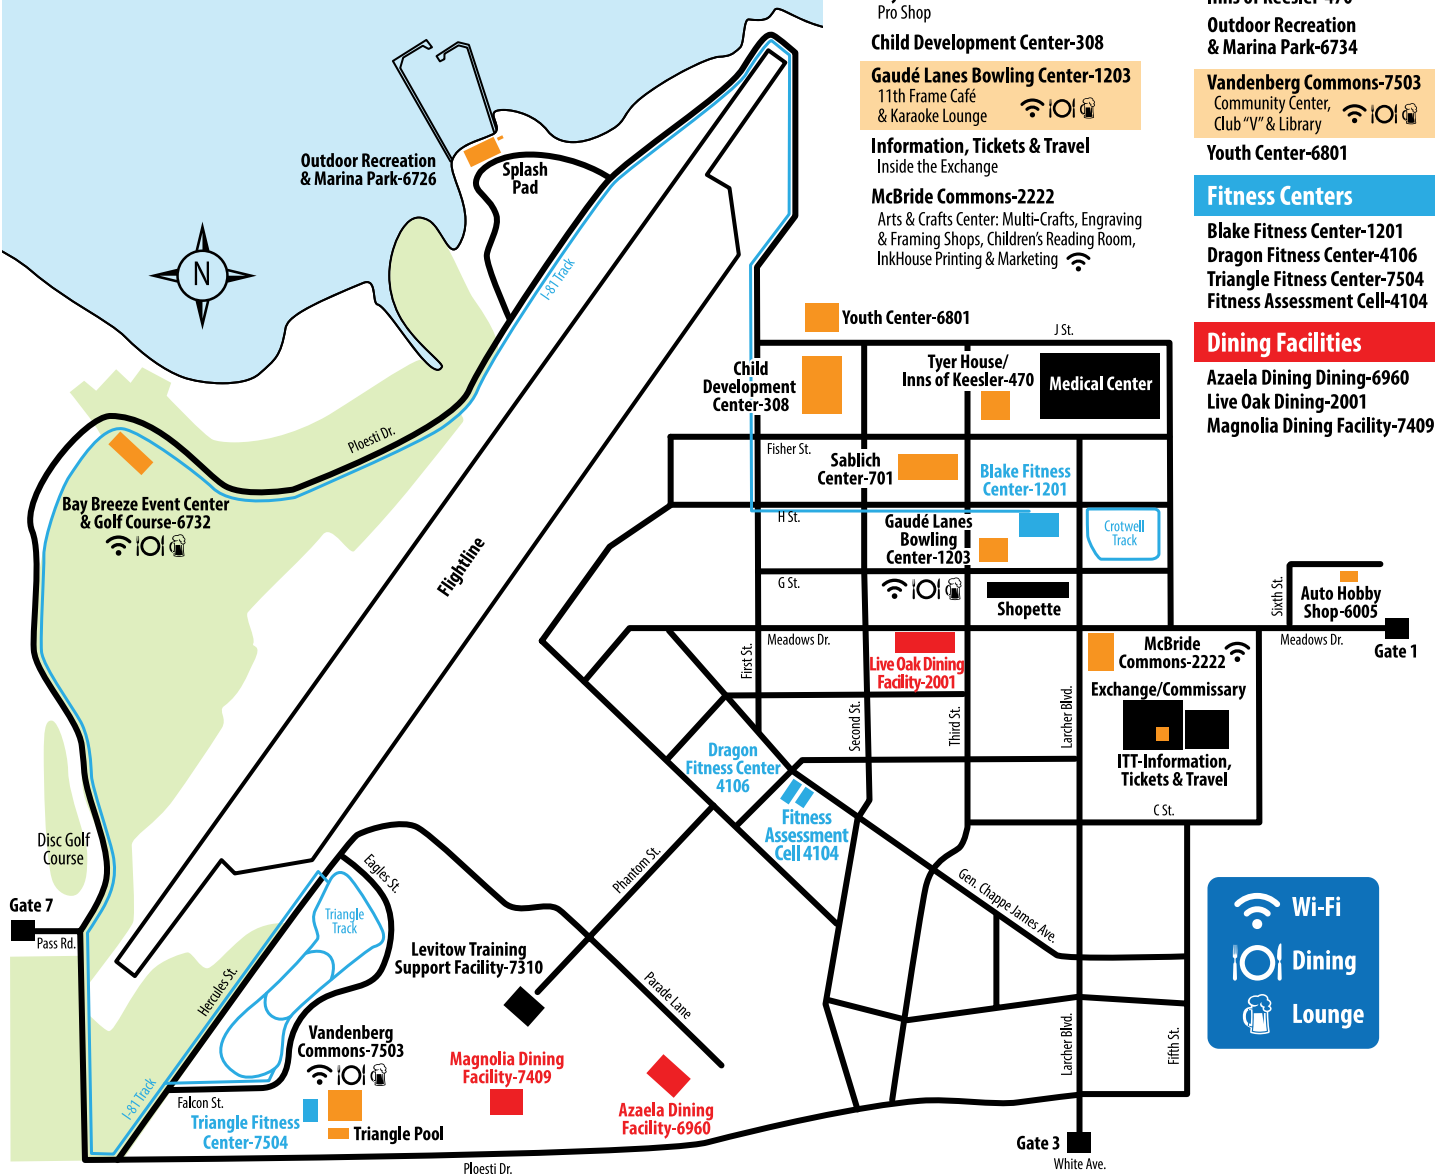 Pro Shop
Child Development Center-308
Gaudé Lanes Bowling Center-1203
11th Frame Café
& Karaoke Lounge
Information, Tickets & Travel
Inside the Exchange
McBride Commons-2222
Arts & Crafts Center: Multi-Crafts, Engraving
& Framing Shops, Children's Reading Room,
InkHouse Printing & Marketing
Inns of Keesler-470
Outdoor Recreation
& Marina Park-6734
Vandenberg Commons-7503
Community Center,
Club "V" & Library
Youth Center-6801
Fitness Centers
Blake Fitness Center-1201
Dragon Fitness Center-4106
Triangle Fitness Center-7504
Fitness Assessment Cell-4104
Dining Facilities
Azaela Dining Dining-6960
Live Oak Dining-2001
Magnolia Dining Facility-7409
Outdoor Recreation
& Marina Park-6726
Splash
Pad
N
I-81 Track
Youth Center-6801
J St.
Child
Development
Center-308
Tyer House/
Inns of Keesler-470
Medical Center
Ploesti Dr.
Fisher St.
Sablich
Center-701
Blake Fitness
Center-1201
Bay Breeze Event Center
& Golf Course-6732
H St.
Gaudé Lanes
Bowling
Center-1203
Crotwell
Track
Flightline
G St.
Shopette
Sixth St.
Auto Hobby
Shop-6005
Meadows Dr.
Meadows Dr.
Gate 1
First St.
Live Oak Dining
Facility-2001
McBride
Commons-2222
Exchange/Commissary
Second St.
Third St.
Larcher Blvd.
Dragon
Fitness Center
4106
ITT-Information,
Tickets & Travel
Fitness
Assessment
Cell 4104
C St.
Disc Golf
Course
Eagles St.
Phantom St.
Gen. Chappe James Ave.
Gate 7
Pass Rd.
Triangle
Track
Levitow Training
Support Facility-7310
Hercules St.
Parade Lane
Wi-Fi
Dining
Lounge
Vandenberg
Commons-7503
Magnolia Dining
Facility-7409
Larcher Blvd.
Fifth St.
I-81 Track
Falcon St.
Triangle Fitness
Center-7504
Triangle Pool
Azaela Dining
Facility-6960
Gate 3
White Ave.
Ploesti Dr.